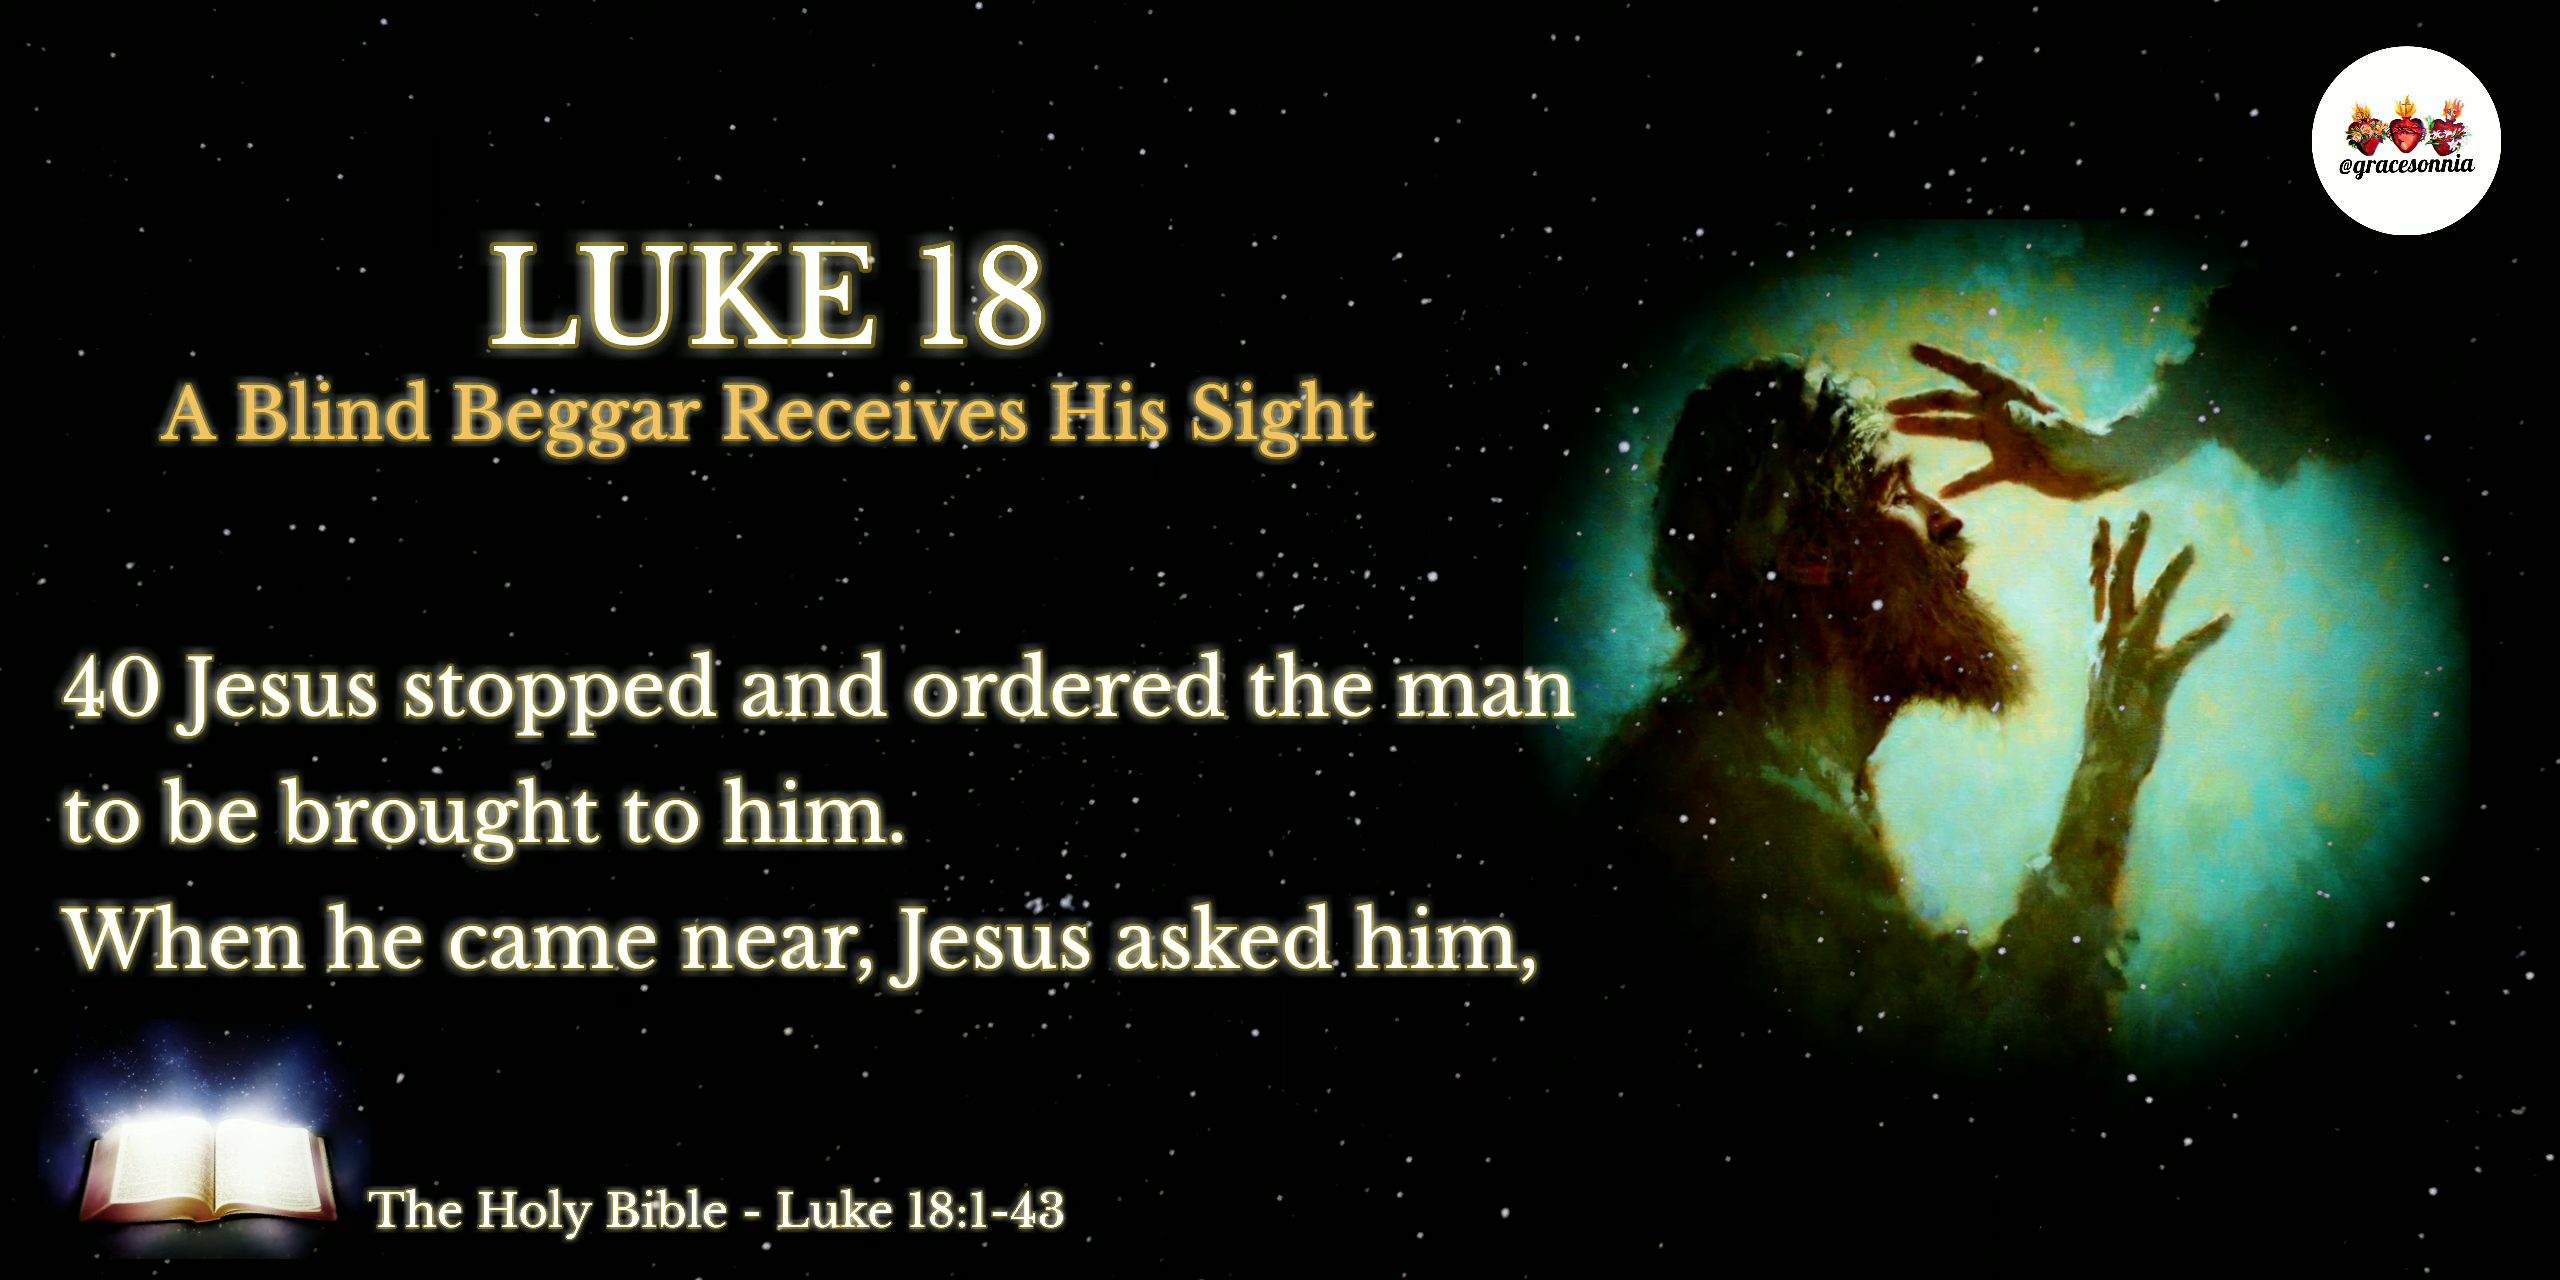 @gracesonnia
LUKE 18
A Blind Beggar Receives His Sight
40 Jesus stopped and ordered the man
to be brought to him.
When he came near, Jesus asked him,
The Holy Bible - Luke 18:1-43